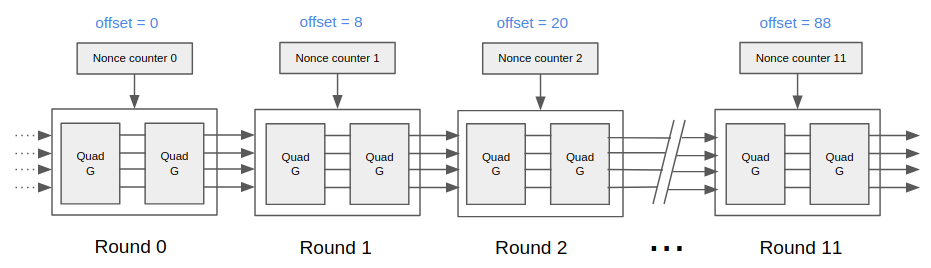 offset = 0
offset = 8
offset = 20
offset = 88
Nonce counter 0
Nonce counter 1
Nonce counter 2
Nonce counter 11
Quad
G
Quad
G
Quad
G
Quad
G
Quad
G
Quad
G
Quad
G
Quad
G
Round 0
Round 1
Round 2
...
Round 11